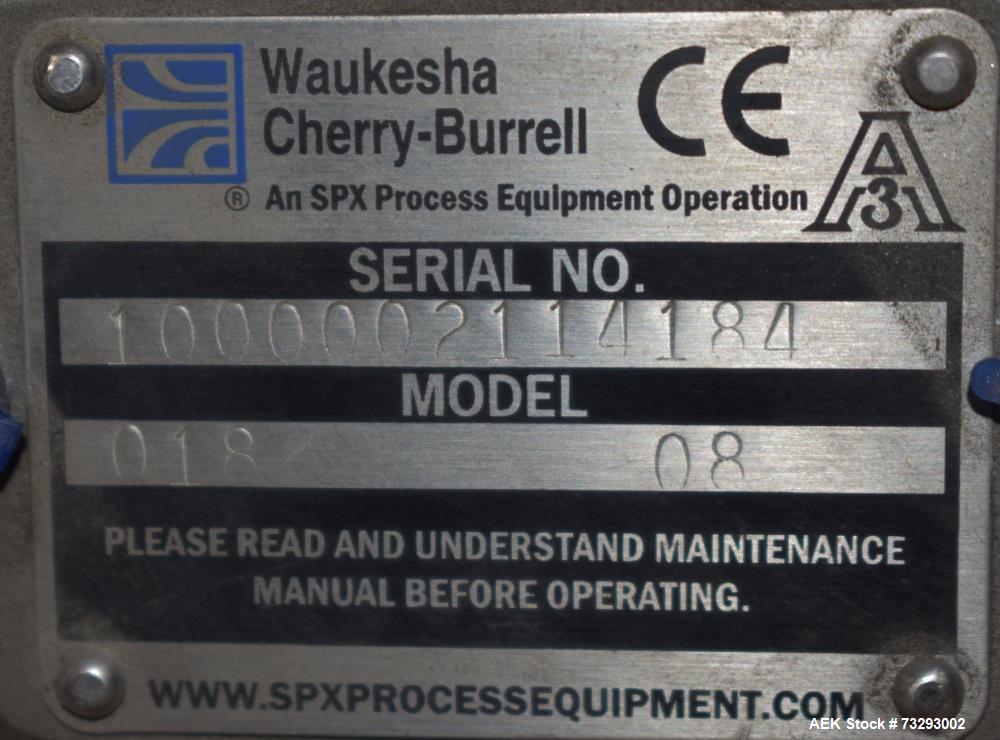 Waukesha
Cherry-Burrell
CE
® An SPX Process Equipment Operation
A
3
SERIAL NO.
1000002114184
MODEL
018 08
PLEASE READ AND UNDERSTAND MAINTENANCE
MANUAL BEFORE OPERATING.
WWW.SPXPROCESSEQUIPMENT.COM
AEK Stock # 73293002